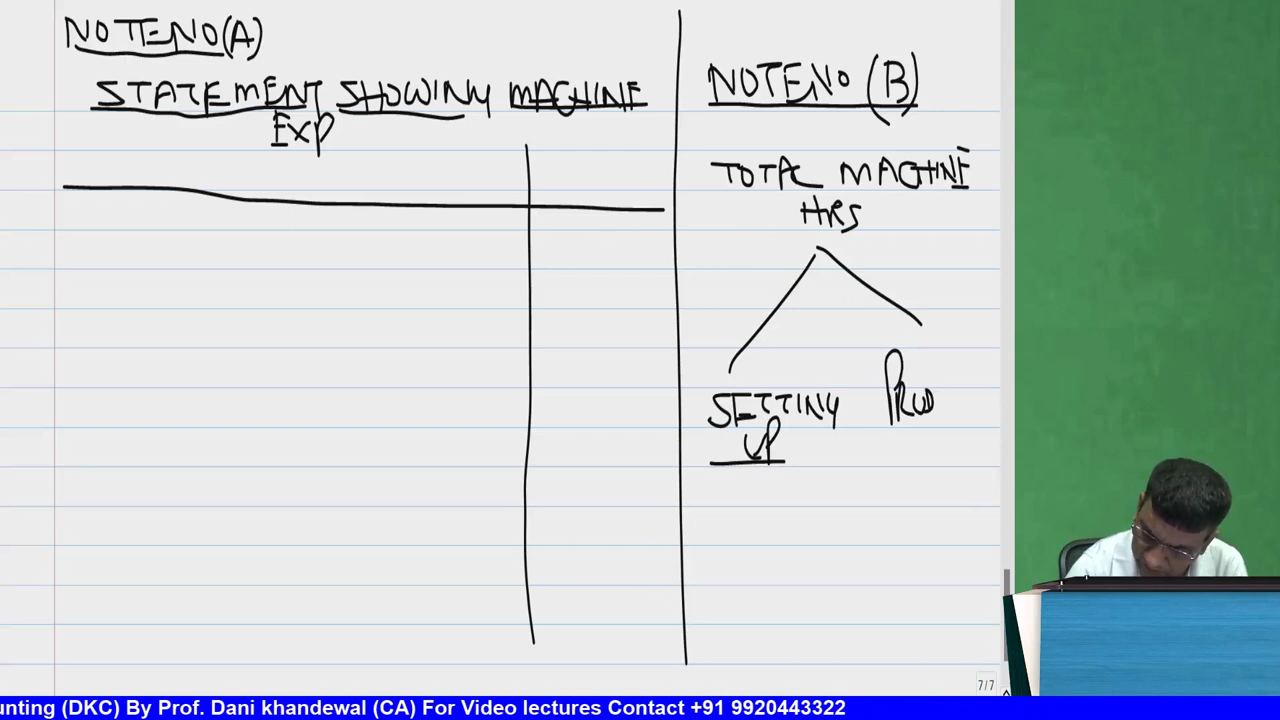 NOTE NO (A)
STATEMENT SHOWING MACHINE
EXP
NOTE NO (B)
TOTAL MACHINE
HRS
SETTING
UP
PROD
7/7
unting (DKC) By Prof. Dani khandewal (CA) For Video lectures Contact +91 9920443322